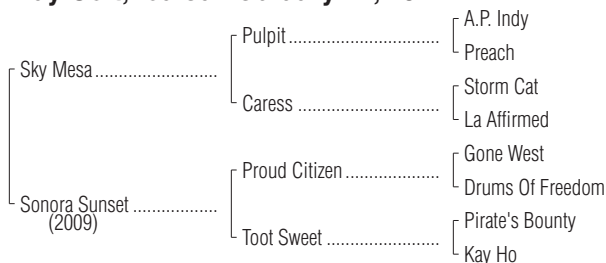 A.P. Indy
Pulpit
Preach
Sky Mesa
Storm Cat
Caress
La Affirmed
Gone West
Proud Citizen
Drums Of Freedom
Sonora Sunset
(2009)
Pirate's Bounty
Toot Sweet
Kay Ho